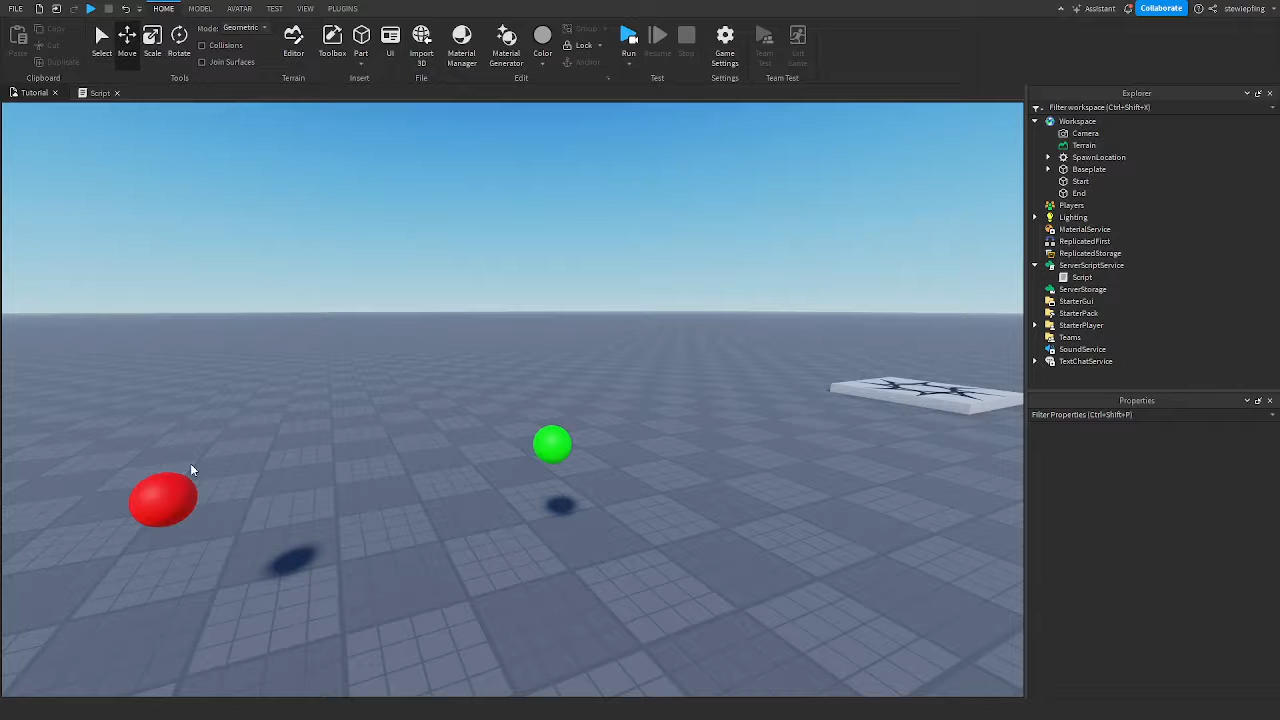 FILE HOME MODEL AVATAR TEST VIEW PLUGINS Assistant Collaborate stewiepfing
Paste Copy Cut Duplicate Clipboard
Select Move Scale Rotate Mode: Geometric Collisions Join Surfaces Tools
Editor Terrain
Toolbox Part UI Insert
Import 3D File
Material Manager Material Generator Color Group Lock Anchor Edit
Run Resume Stop Test
Game Settings Settings
Team Test Exit Game Team Test
Tutorial Script
Explorer
Filter workspace (Ctrl+Shift+X)
Workspace
Camera
Terrain
SpawnLocation
Baseplate
Start
End
Players
Lighting
MaterialService
ReplicatedFirst
ReplicatedStorage
ServerScriptService
Script
ServerStorage
StarterGui
StarterPack
StarterPlayer
Teams
SoundService
TextChatService
Properties
Filter Properties (Ctrl+Shift+P)